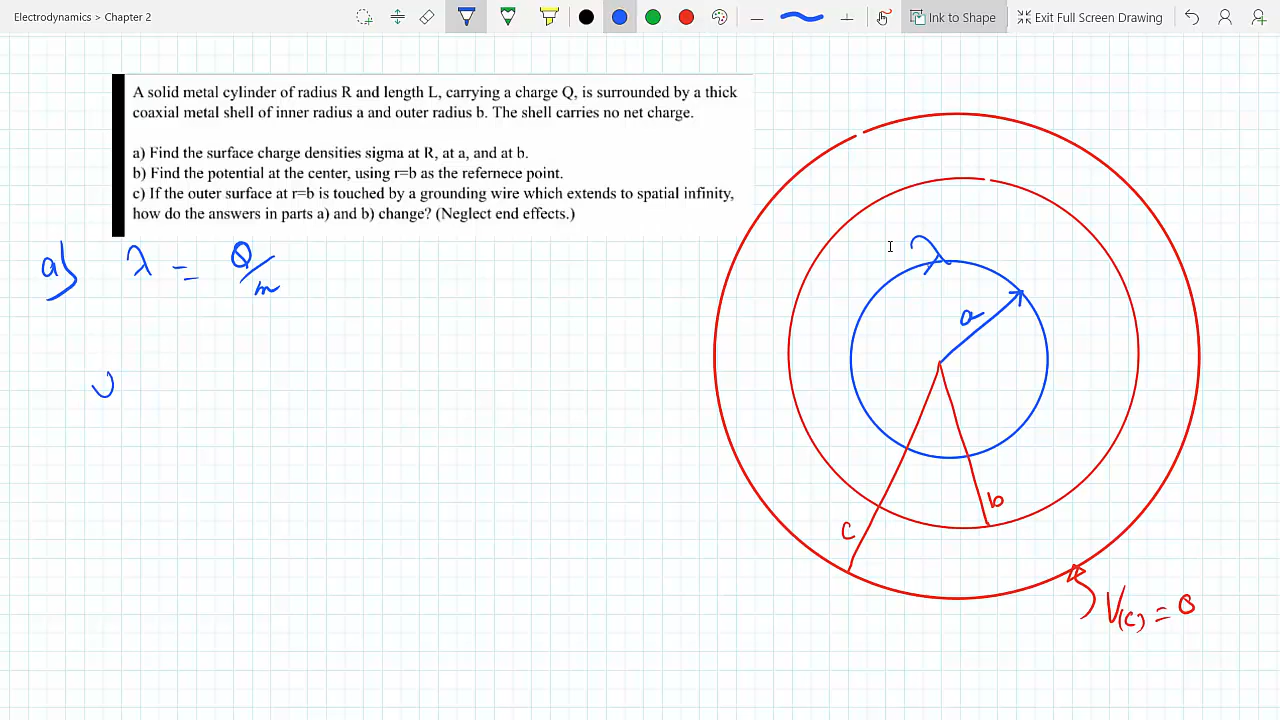 Electrodynamics > Chapter 2
Ink to Shape
Exit Full Screen Drawing
A solid metal cylinder of radius R and length L, carrying a charge Q, is surrounded by a thick
coaxial metal shell of inner radius a and outer radius b. The shell carries no net charge.
a) Find the surface charge densities sigma at R, at a, and at b.
b) Find the potential at the center, using r=b as the refernece point.
c) If the outer surface at r=b is touched by a grounding wire which extends to spatial infinity,
how do the answers in parts a) and b) change? (Neglect end effects.)
a) λ = Q/m
λ
a
b
c
V(c) = 0